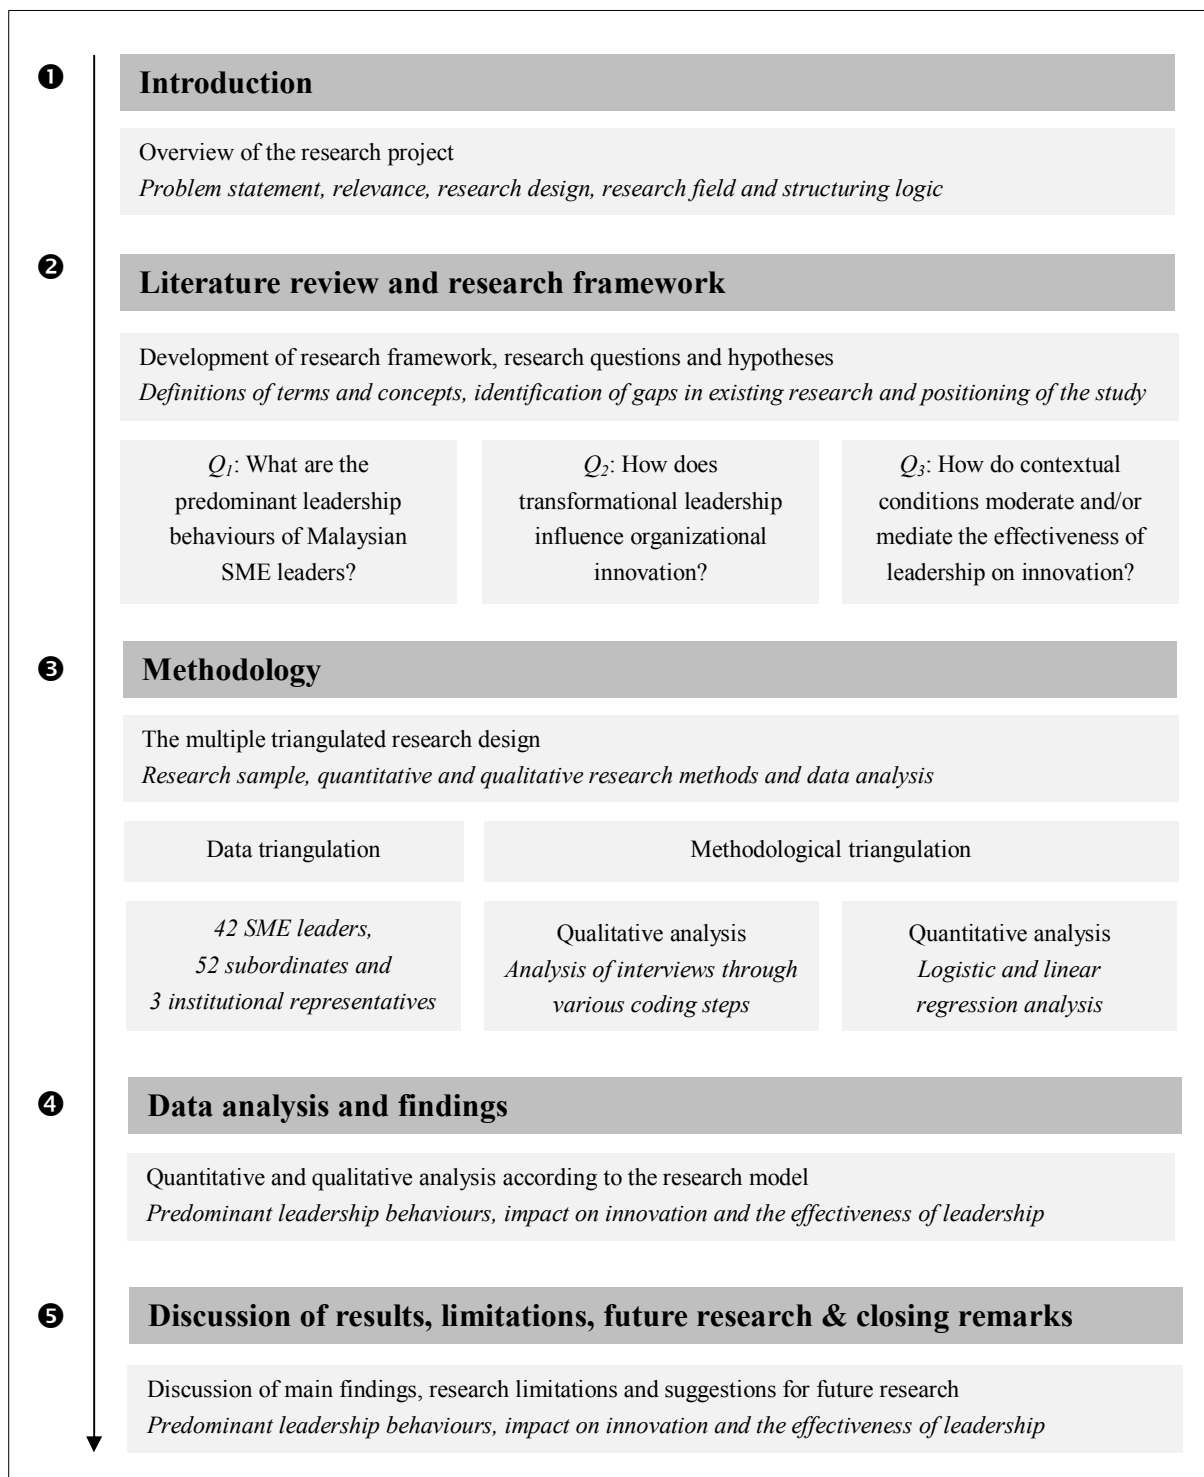 ❶
Introduction
Overview of the research project
Problem statement, relevance, research design, research field and structuring logic
❷
Literature review and research framework
Development of research framework, research questions and hypotheses
Definitions of terms and concepts, identification of gaps in existing research and positioning of the study
Q1: What are the
predominant leadership
behaviours of Malaysian
SME leaders?
Q2: How does
transformational leadership
influence organizational
innovation?
Q3: How do contextual
conditions moderate and/or
mediate the effectiveness of
leadership on innovation?
❸
Methodology
The multiple triangulated research design
Research sample, quantitative and qualitative research methods and data analysis
Data triangulation
Methodological triangulation
42 SME leaders,
52 subordinates and
3 institutional representatives
Qualitative analysis
Analysis of interviews through
various coding steps
Quantitative analysis
Logistic and linear
regression analysis
❹
Data analysis and findings
Quantitative and qualitative analysis according to the research model
Predominant leadership behaviours, impact on innovation and the effectiveness of leadership
❺
Discussion of results, limitations, future research & closing remarks
Discussion of main findings, research limitations and suggestions for future research
Predominant leadership behaviours, impact on innovation and the effectiveness of leadership